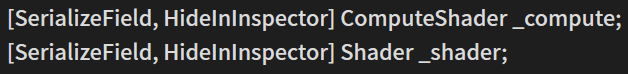 [SerializeField, HideInInspector] ComputeShader _compute;
[SerializeField, HideInInspector] Shader _shader;